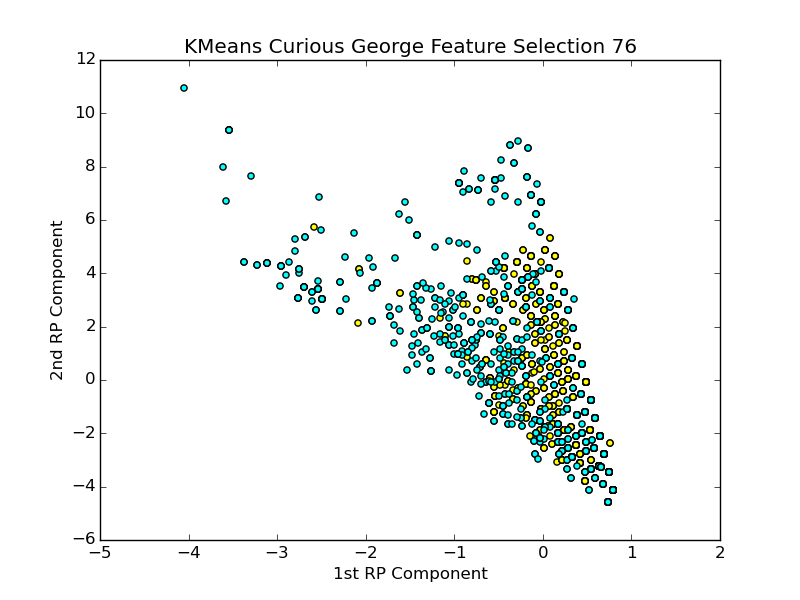 KMeans Curious George Feature Selection 76
12
10
8
6
4
2
0
−2
−4
−6
2nd RP Component
−5 −4 −3 −2 −1 0 1 2
1st RP Component